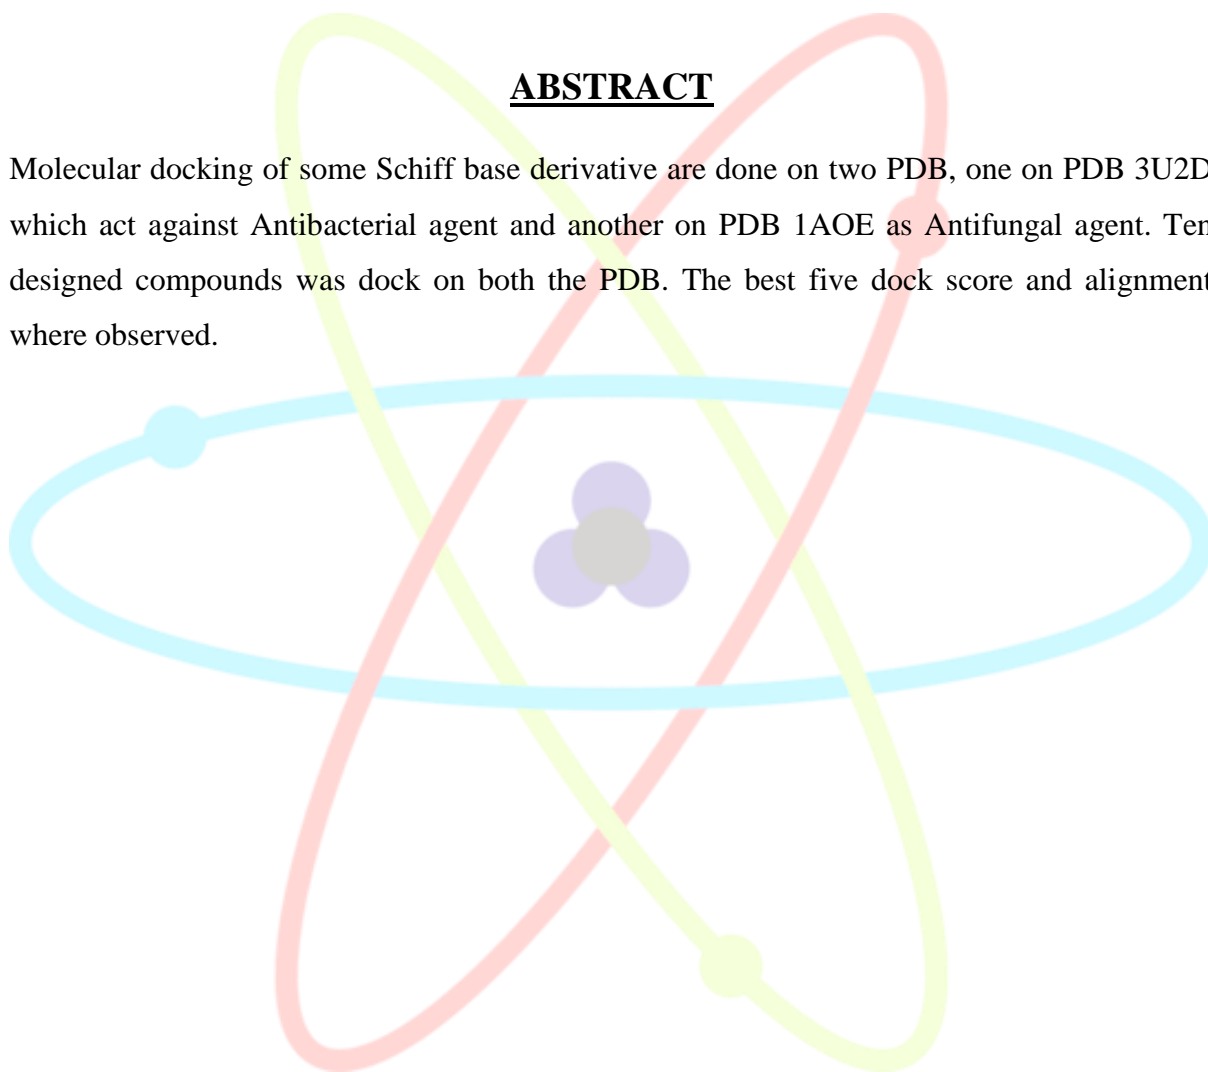 ABSTRACT
Molecular docking of some Schiff base derivative are done on two PDB, one on PDB 3U2D
which act against Antibacterial agent and another on PDB 1AOE as Antifungal agent. Ten
designed compounds was dock on both the PDB. The best five dock score and alignment
where observed.